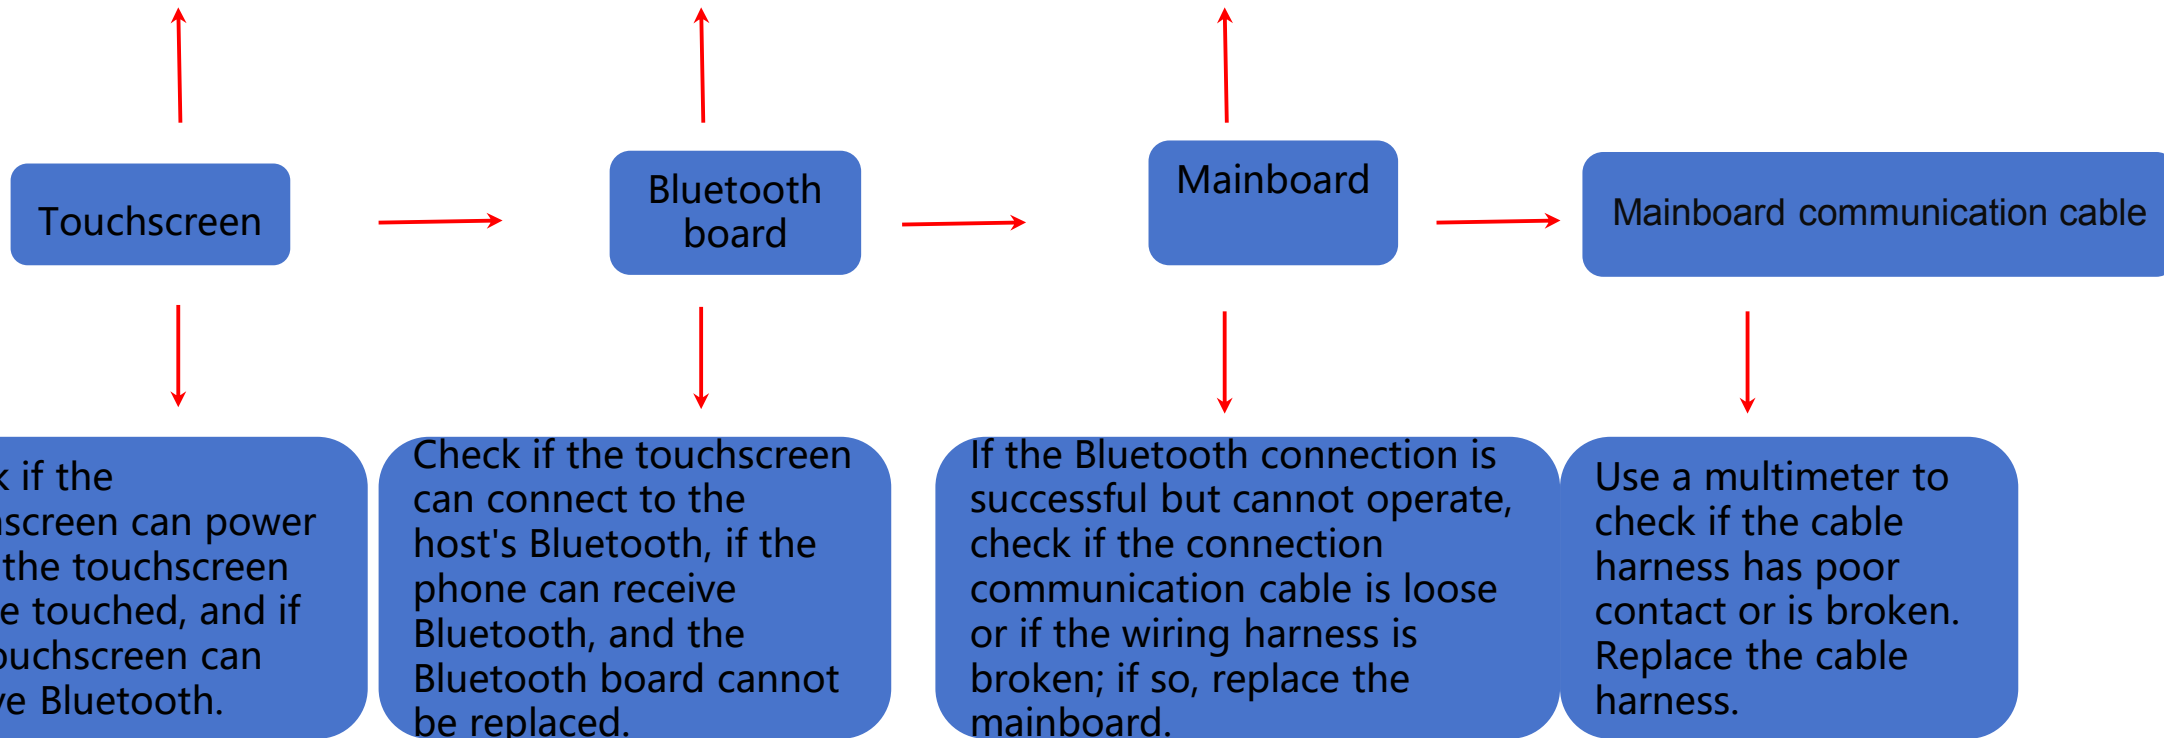 Touchscreen
Bluetooth
board
Mainboard
Mainboard communication cable
if the
screen can power
the touchscreen
touched, and if
ouchscreen can
Bluetooth.
Check if the touchscreen
can connect to the
host's Bluetooth, if the
phone can receive
Bluetooth, and the
Bluetooth board cannot
be replaced.
If the Bluetooth connection is
successful but cannot operate,
check if the connection
communication cable is loose
or if the wiring harness is
broken; if so, replace the
mainboard.
Use a multimeter to
check if the cable
harness has poor
contact or is broken.
Replace the cable
harness.